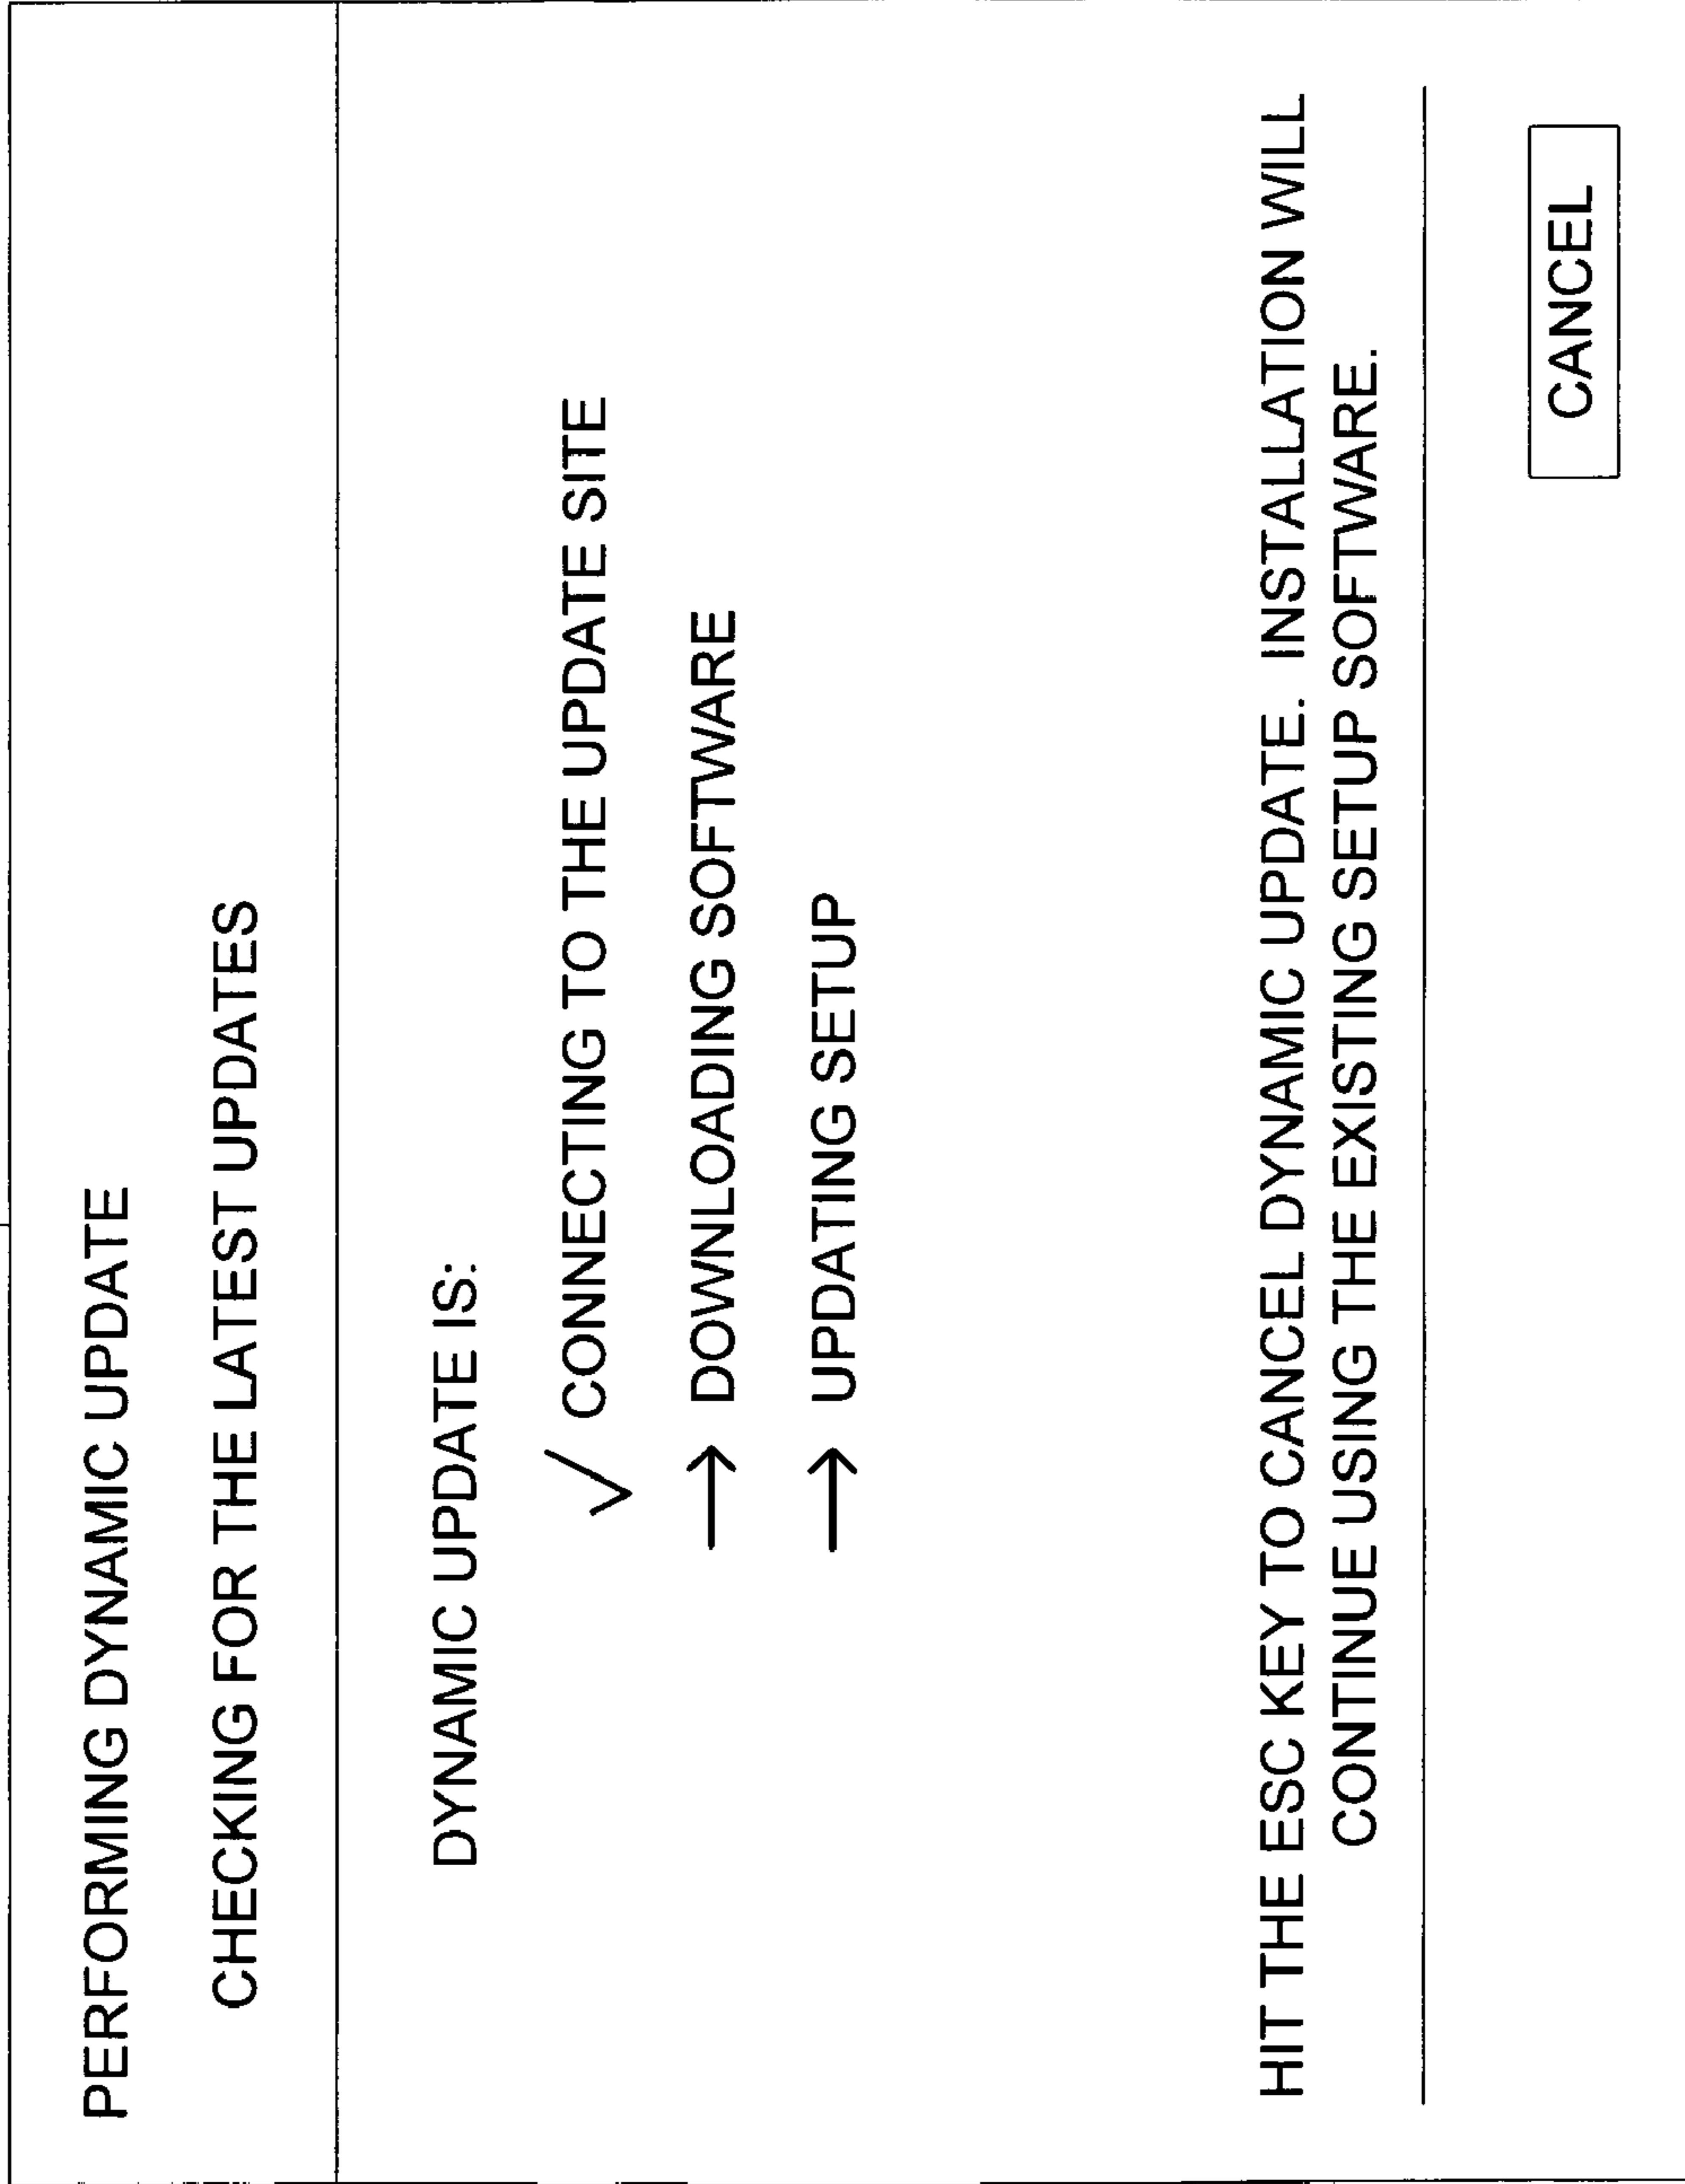 PERFORMING DYNAMIC UPDATE
CHECKING FOR THE LATEST UPDATES
DYNAMIC UPDATE IS:
√ CONNECTING TO THE UPDATE SITE
→ DOWNLOADING SOFTWARE
→ UPDATING SETUP
HIT THE ESC KEY TO CANCEL DYNAMIC UPDATE. INSTALLATION WILL
CONTINUE USING THE EXISTING SETUP SOFTWARE.
CANCEL